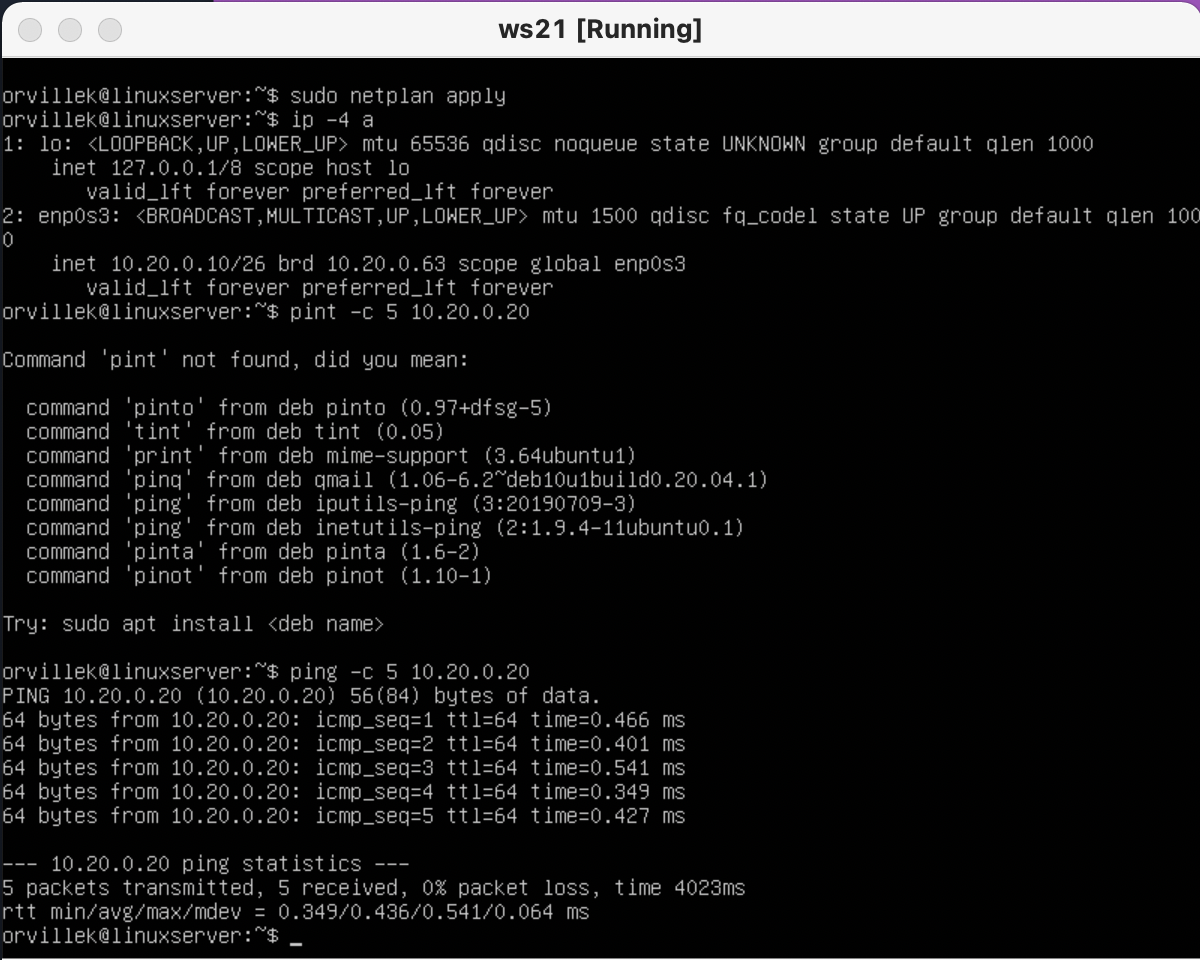 ws21 [Running]
orvillek@linuxserver:~$ sudo netplan apply
orvillek@linuxserver:~$ ip -4 a
1: lo: <LOOPBACK,UP,LOWER_UP> mtu 65536 qdisc noqueue state UNKNOWN group default qlen 1000
    inet 127.0.0.1/8 scope host lo
       valid_lft forever preferred_lft forever
2: enp0s3: <BROADCAST,MULTICAST,UP,LOWER_UP> mtu 1500 qdisc fq_codel state UP group default qlen 100
0
    inet 10.20.0.10/26 brd 10.20.0.63 scope global enp0s3
       valid_lft forever preferred_lft forever
orvillek@linuxserver:~$ pint -c 5 10.20.0.20
Command 'pint' not found, did you mean:
  command 'pinto' from deb pinto (0.97+dfsg-5)
  command 'tint' from deb tint (0.05)
  command 'print' from deb mime-support (3.64ubuntu1)
  command 'pinq' from deb qmail (1.06-6.2~deb10u1build0.20.04.1)
  command 'ping' from deb iputils-ping (3:20190709-3)
  command 'ping' from deb inetutils-ping (2:1.9.4-11ubuntu0.1)
  command 'pinta' from deb pinta (1.6-2)
  command 'pinot' from deb pinot (1.10-1)
Try: sudo apt install <deb name>
orvillek@linuxserver:~$ ping -c 5 10.20.0.20
PING 10.20.0.20 (10.20.0.20) 56(84) bytes of data.
64 bytes from 10.20.0.20: icmp_seq=1 ttl=64 time=0.466 ms
64 bytes from 10.20.0.20: icmp_seq=2 ttl=64 time=0.401 ms
64 bytes from 10.20.0.20: icmp_seq=3 ttl=64 time=0.541 ms
64 bytes from 10.20.0.20: icmp_seq=4 ttl=64 time=0.349 ms
64 bytes from 10.20.0.20: icmp_seq=5 ttl=64 time=0.427 ms
--- 10.20.0.20 ping statistics ---
5 packets transmitted, 5 received, 0% packet loss, time 4023ms
rtt min/avg/max/mdev = 0.349/0.436/0.541/0.064 ms
orvillek@linuxserver:~$ _